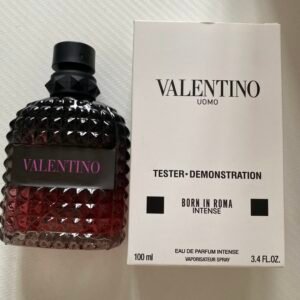 VALENTINO
VALENTINO
UOMO
TESTER•DEMONSTRATION
BORN IN ROMA
INTENSE
EAU DE PARFUM INTENSE
100 ml VAPORISATEUR SPRAY 3.4 FL.OZ.